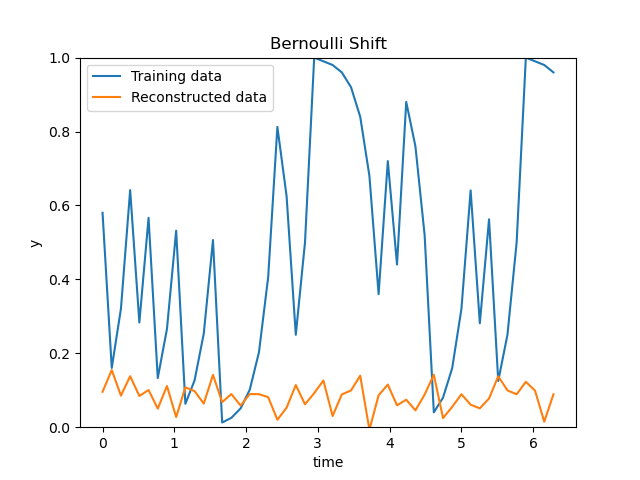 Bernoulli Shift
Training data
Reconstructed data
1.0
0.8
0.6
0.4
0.2
0.0
y
0 1 2 3 4 5 6
time